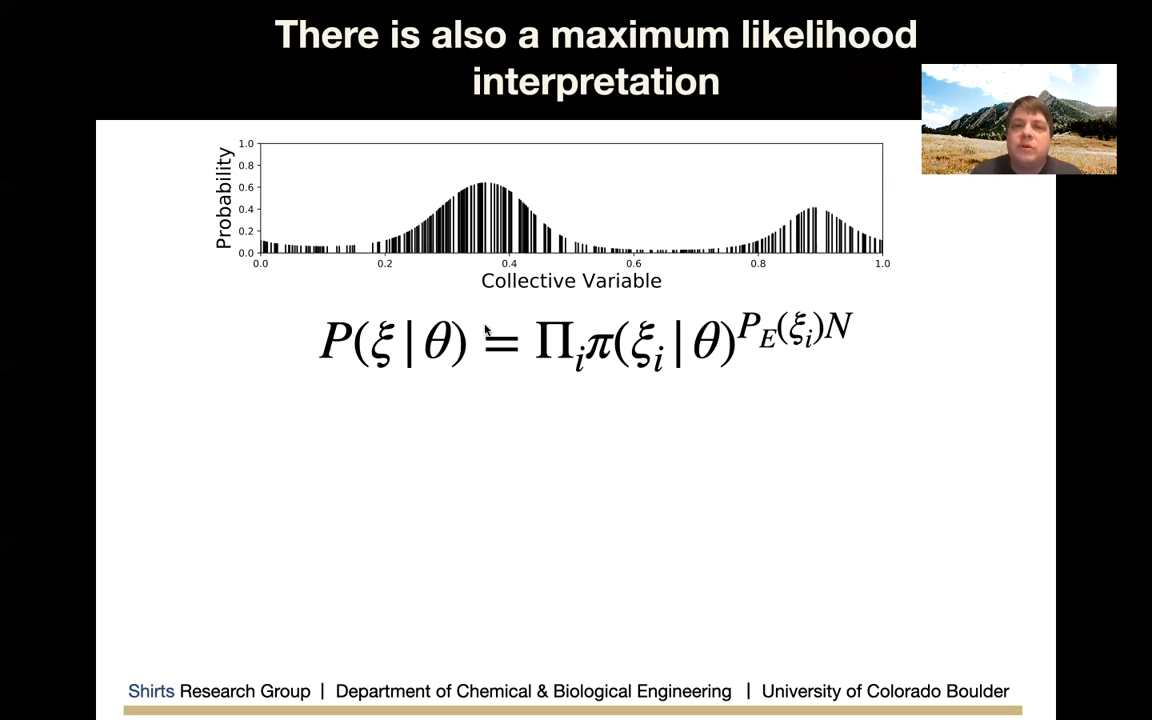 There is also a maximum likelihood
interpretation
Probability
1.0
0.8
0.6
0.4
0.2
0.0
0.0 0.2 0.4 0.6 0.8 1.0
Collective Variable
P(ξ|θ) = Π_i π(ξ_i|θ)^{P_E(ξ_i)N}
Shirts Research Group | Department of Chemical & Biological Engineering | University of Colorado Boulder